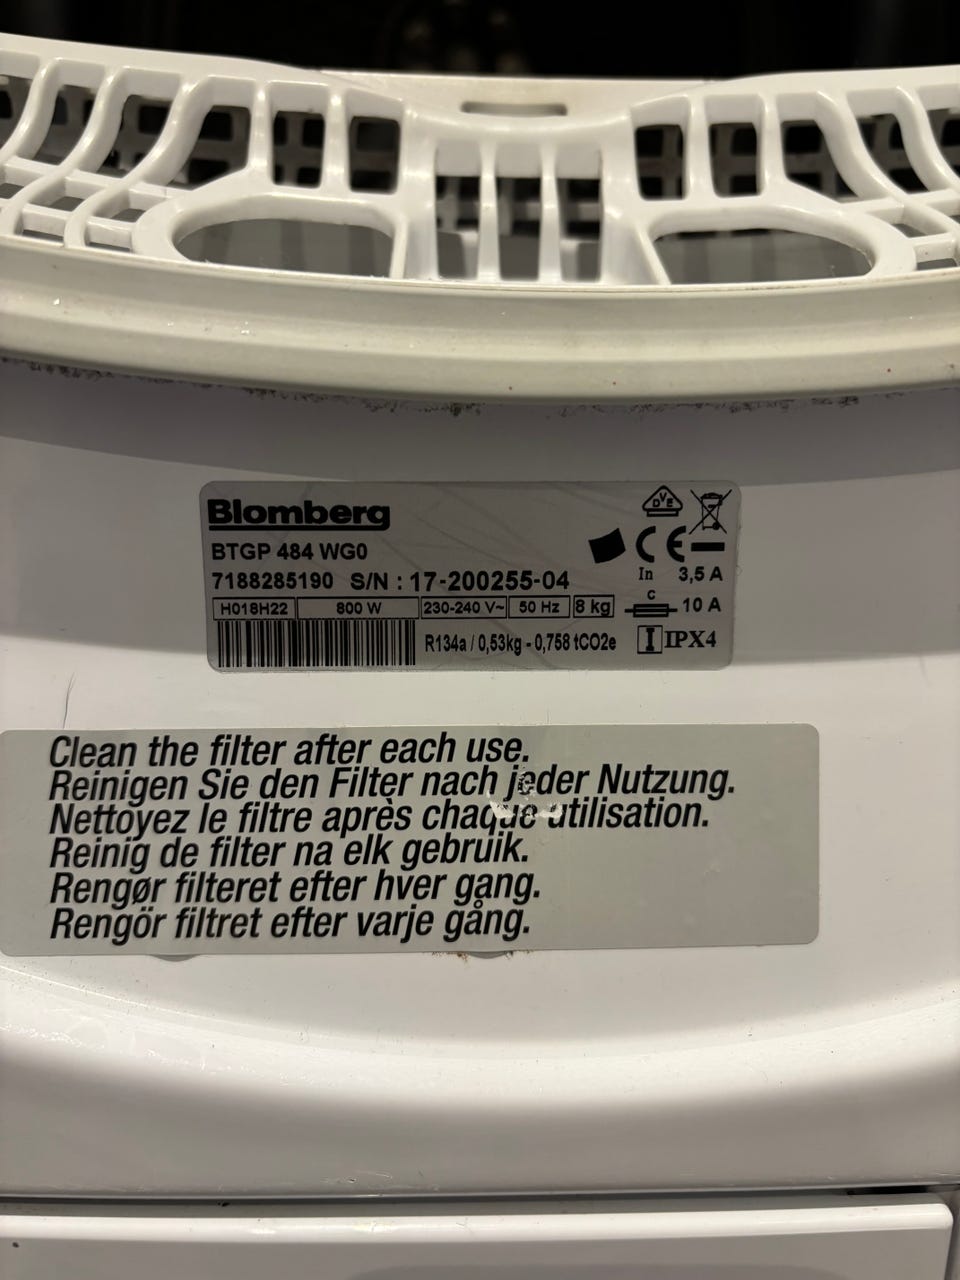 Blomberg
BTGP 484 WG0
7188285190 S/N : 17-200255-04
H018H22 800 W 230-240 V~ 50 Hz 8 kg
R134a / 0,53kg - 0,758 tCO2e
DVE
CE
In 3,5 A
C 10 A
IPX4
Clean the filter after each use.
Reinigen Sie den Filter nach jeder Nutzung.
Nettoyez le filtre après chaque utilisation.
Reinig de filter na elk gebruik.
Rengør filteret efter hver gang.
Rengör filtret efter varje gång.